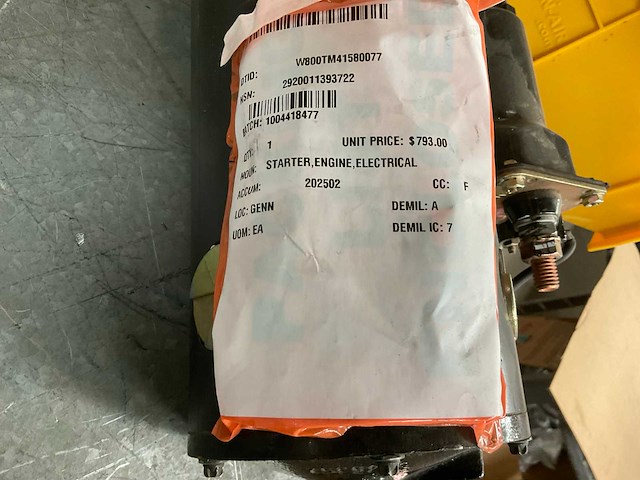 DTID: W800TM41580077
NSN: 2920011393722
MTCH: 1004418477
QTY: 1 UNIT PRICE: $793.00
NOUN: STARTER,ENGINE,ELECTRICAL
ACCUM: 202502 CC: F
LOC: GENN DEMIL: A
UOM: EA DEMIL IC: 7